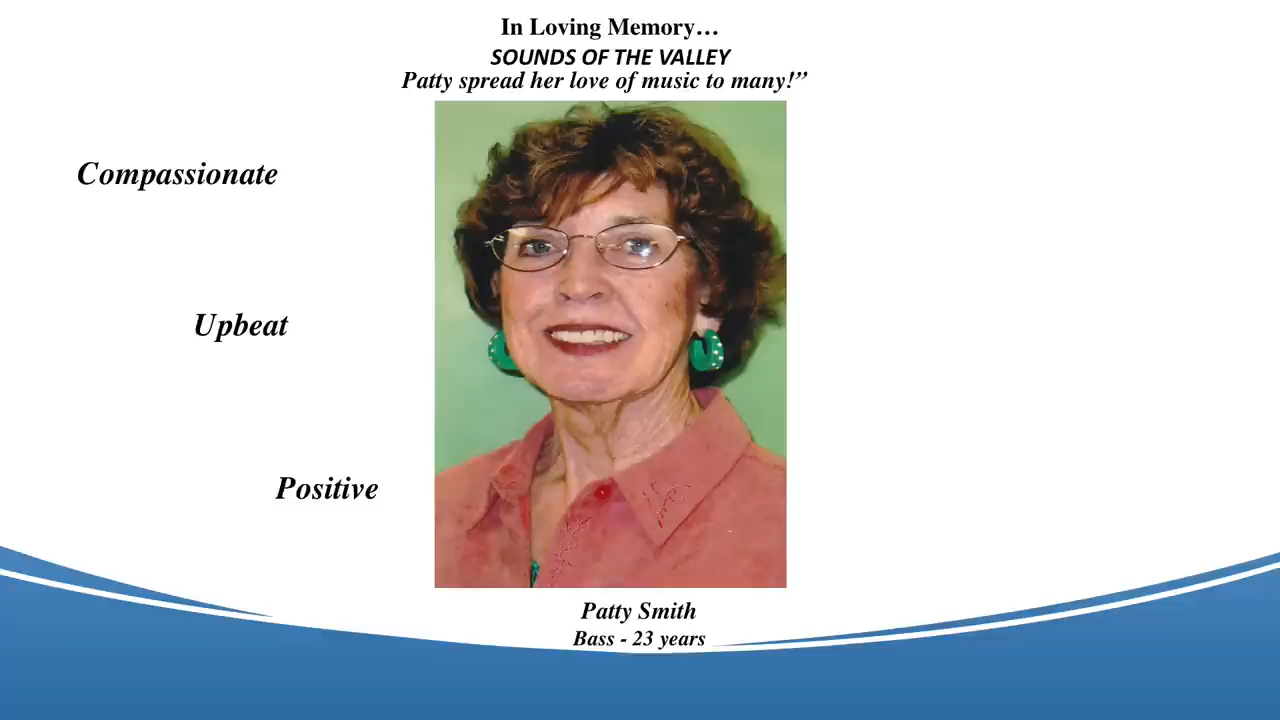 In Loving Memory…
SOUNDS OF THE VALLEY
Patty spread her love of music to many!”
Compassionate
Upbeat
Positive
Patty Smith
Bass - 23 years